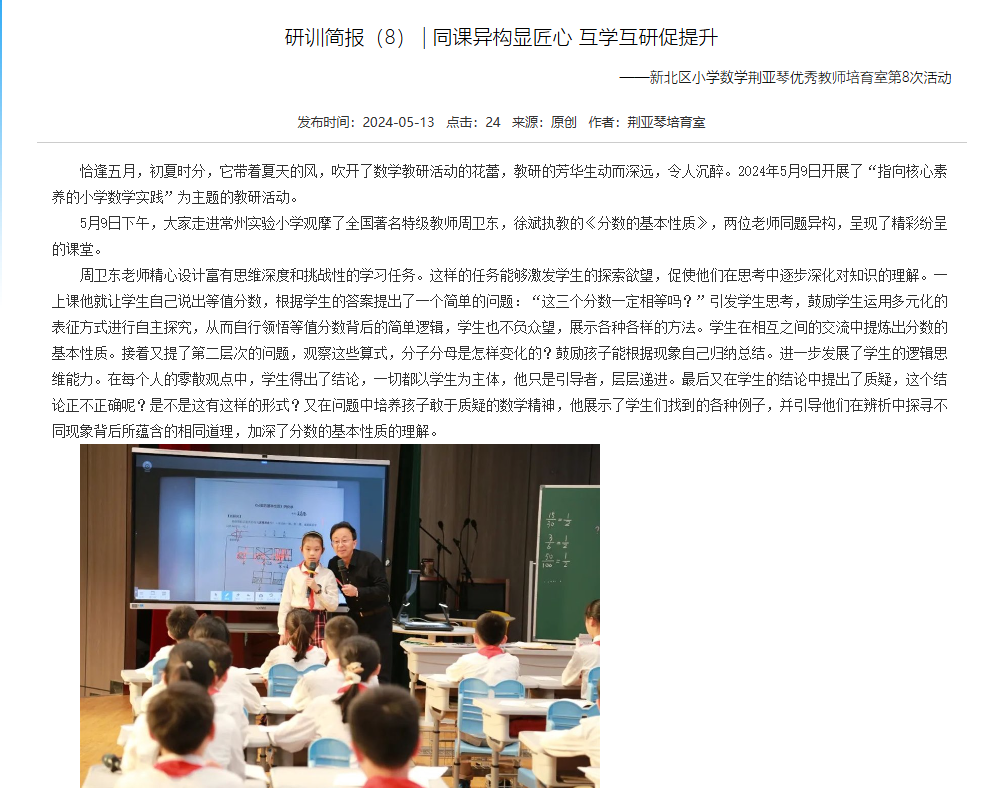 研训简报（8） | 同课异构显匠心 互学互研促提升
——新北区小学数学荆亚琴优秀教师培育室第8次活动
发布时间：2024-05-13 点击：24 来源：原创 作者：荆亚琴培育室
恰逢五月，初夏时分，它带着夏天的风，吹开了数学教研活动的花蕾，教研的芳华生动而深远，令人沉醉。2024年5月9日开展了“指向核心素
养的小学数学实践”为主题的教研活动。
5月9日下午，大家走进常州实验小学观摩了全国著名特级教师周卫东，徐斌执教的《分数的基本性质》，两位老师同题异构，呈现了精彩纷呈
的课堂。
周卫东老师精心设计富有思维深度和挑战性的学习任务。这样的任务能够激发学生的探索欲望，促使他们在思考中逐步深化对知识的理解。一
上课他就让学生自己说出等值分数，根据学生的答案提出了一个简单的问题：“这三个分数一定相等吗？”引发学生思考，鼓励学生运用多元化的
表征方式进行自主探究，从而自行领悟等值分数背后的简单逻辑，学生也不负众望，展示各种各样的方法。学生在相互之间的交流中提炼出分数的
基本性质。接着又提了第二层次的问题，观察这些算式，分子分母是怎样变化的？鼓励孩子能根据现象自己归纳总结。进一步发展了学生的逻辑思
维能力。在每个人的零散观点中，学生得出了结论，一切都以学生为主体，他只是引导者，层层递进。最后又在学生的结论中提出了质疑，这个结
论正不正确呢？是不是这有这样的形式？又在问题中培养孩子敢于质疑的数学精神，他展示了学生们找到的各种例子，并引导他们在辨析中探寻不
同现象背后所蕴含的相同道理，加深了分数的基本性质的理解。
3/6 = 1/2
50/100 = 1/2